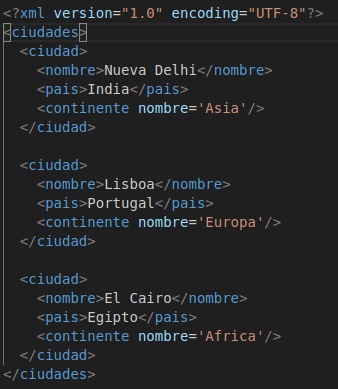 <?xml version="1.0" encoding="UTF-8"?>
<ciudades>
  <ciudad>
    <nombre>Nueva Delhi</nombre>
    <pais>India</pais>
    <continente nombre='Asia'/>
  </ciudad>

  <ciudad>
    <nombre>Lisboa</nombre>
    <pais>Portugal</pais>
    <continente nombre='Europa'/>
  </ciudad>

  <ciudad>
    <nombre>El Cairo</nombre>
    <pais>Egipto</pais>
    <continente nombre='Africa'/>
  </ciudad>
</ciudades>